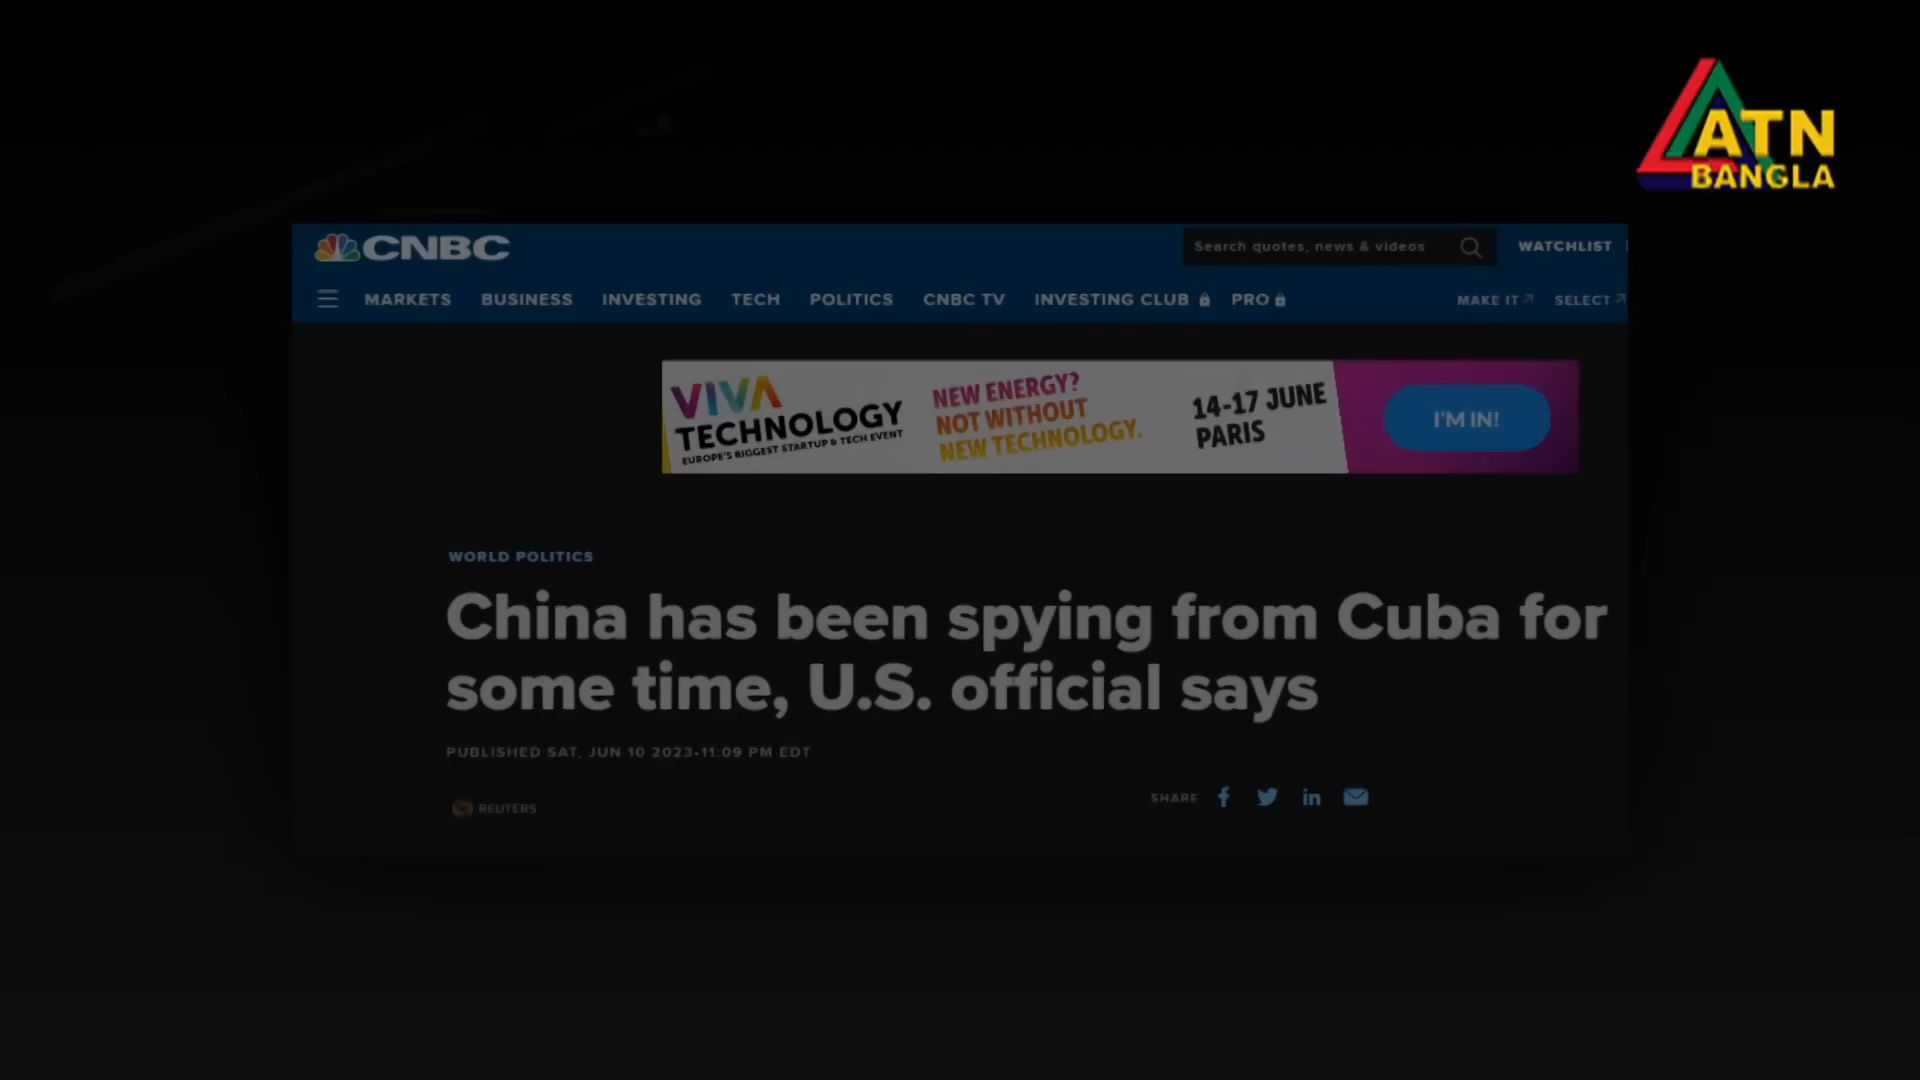 ATN
BANGLA
CNBC
Search quotes, news & videos
WATCHLIST
MARKETS BUSINESS INVESTING TECH POLITICS CNBC TV INVESTING CLUB PRO MAKE IT SELECT
VIVA
TECHNOLOGY
EUROPE'S BIGGEST STARTUP & TECH EVENT
NEW ENERGY?
NOT WITHOUT
NEW TECHNOLOGY.
14-17 JUNE
PARIS
I'M IN!
WORLD POLITICS
China has been spying from Cuba for
some time, U.S. official says
PUBLISHED SAT, JUN 10 2023-11:09 PM EDT
REUTERS
SHARE